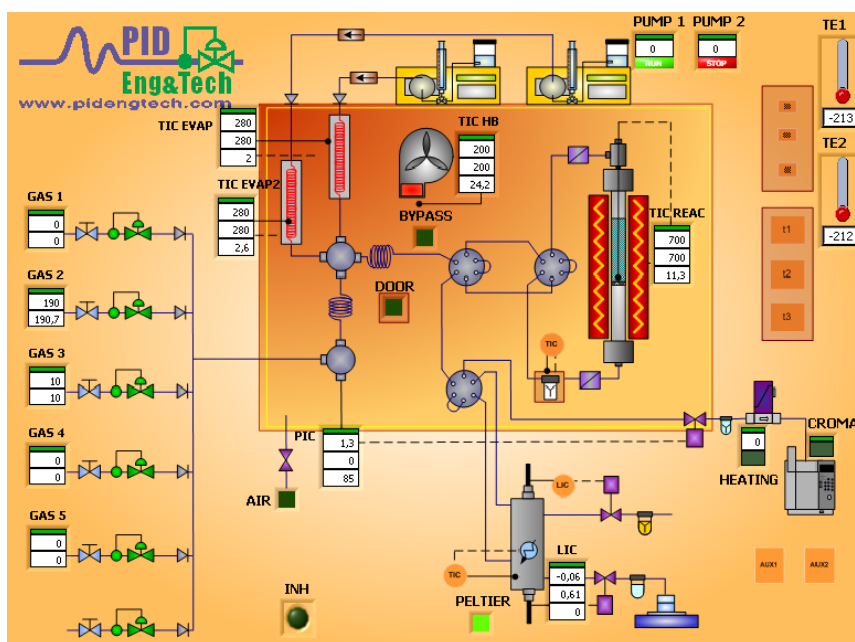 PID
Eng&Tech
www.pidengtech.com
PUMP 1 PUMP 2
0 0
RUN STOP
TE1
-213
TE2
-212
TIC EVAP
280
280
2
TIC EVAP2
280
280
2,6
TIC HB
200
200
24,2
BYPASS
DOOR
TIC REAC
700
700
11,3
t1
t2
t3
GAS 1
0
0
GAS 2
190
190,7
GAS 3
10
10
GAS 4
0
0
GAS 5
0
0
TIC
PIC
1,3
0
85
AIR
INH
LIC
TIC
LIC
-0,06
0,61
0
PELTIER
0
HEATING
CROMA
AUX1 AUX2